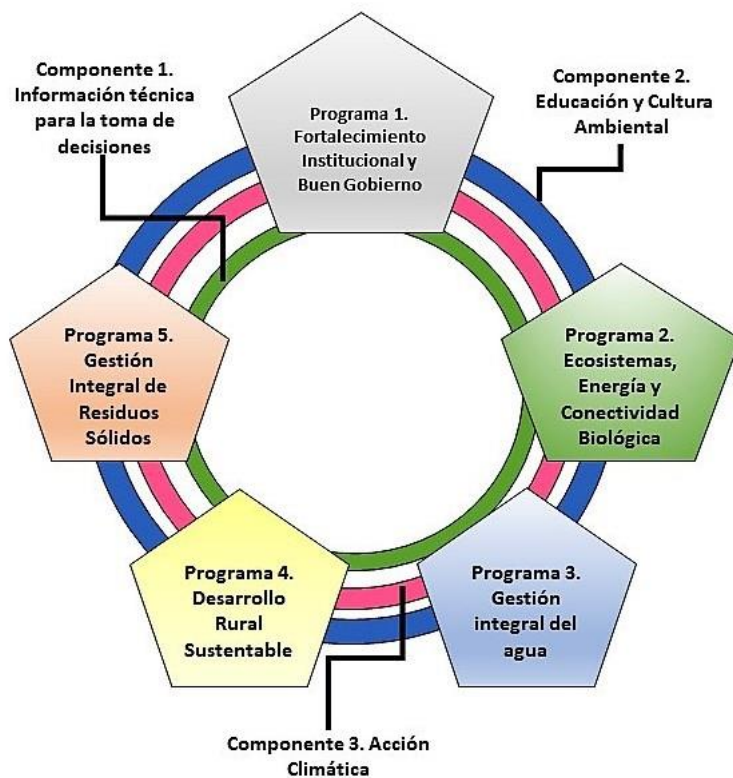 Componente 1.
Información técnica
para la toma de
decisiones
Programa 1.
Fortalecimiento
Institucional y
Buen Gobierno
Componente 2.
Educación y Cultura
Ambiental
Programa 5.
Gestión
Integral de
Residuos
Sólidos
Programa 2.
Ecosistemas,
Energía y
Conectividad
Biológica
Programa 4.
Desarrollo
Rural
Sustentable
Programa 3.
Gestión
integral del
agua
Componente 3. Acción
Climática